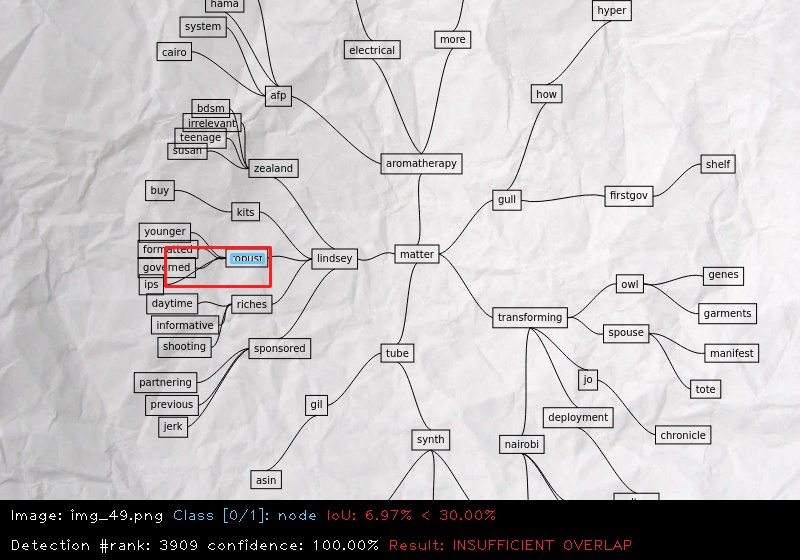 hama
system
cairo
electrical
more
hyper
afp
how
bdsm
irrelevant
teenage
susan
zealand
aromatherapy
shelf
buy
kits
gull
firstgov
younger
formatted
governed
ips
robust
lindsey
matter
daytime
riches
informative
shooting
sponsored
transforming
owl
genes
garments
spouse
manifest
tote
tube
jo
partnering
previous
jerk
gil
deployment
chronicle
synth
nairobi
asin
Image: img_49.png Class [0/1]: node IoU: 6.97% < 30.00%
Detection #rank: 3909 confidence: 100.00% Result: INSUFFICIENT OVERLAP